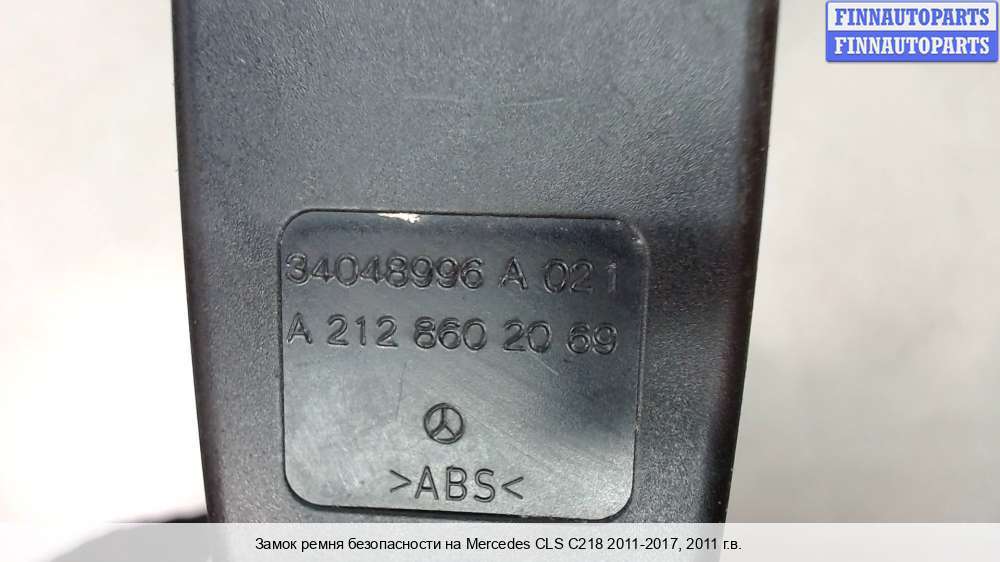 FINNAUTOPARTS
FINNAUTOPARTS
34048996 A 021
A 212 860 20 69
>ABS<
Замок ремня безопасности на Mercedes CLS C218 2011-2017, 2011 г.в.